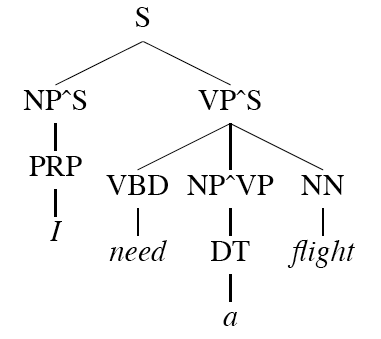 S
NP^S VP^S
PRP
VBD NP^VP NN
I
need DT flight
a